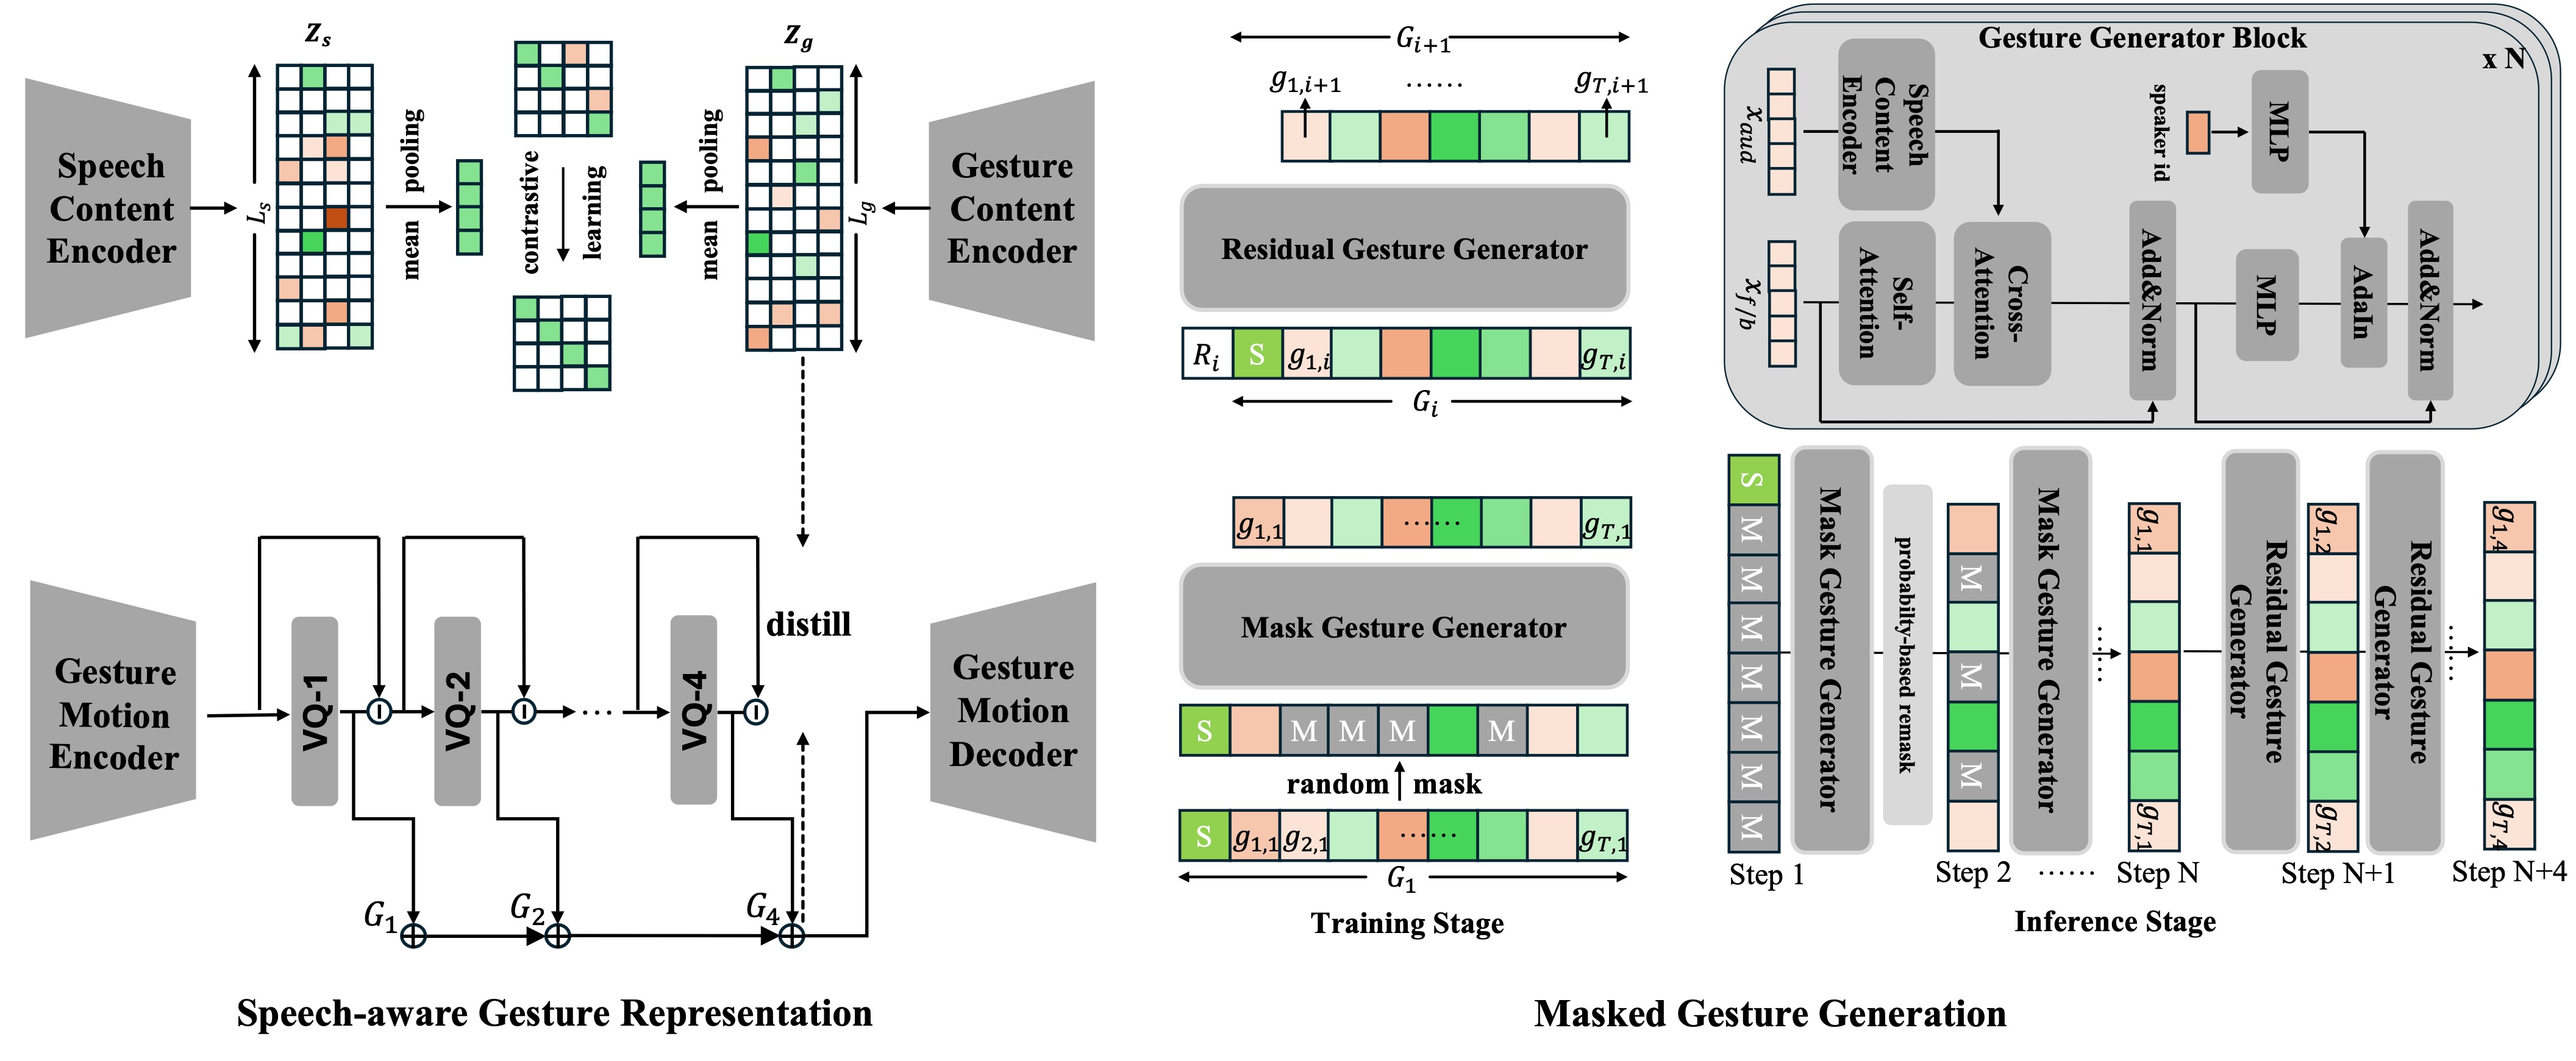 Z_s
Z_g
Speech
Content
Encoder
L_s
mean pooling
contrastive learning
mean pooling
L_g
Gesture
Content
Encoder
Gesture
Motion
Encoder
VQ-1
VQ-2
...
VQ-4
distill
Gesture
Motion
Decoder
G_1
G_2
G_4
Speech-aware Gesture Representation
G_{i+1}
g_{1,i+1} ...... g_{T,i+1}
Residual Gesture Generator
R_i S g_{1,i} g_{T,i}
G_i
g_{1,1} ...... g_{T,1}
Mask Gesture Generator
S M M M M
random mask
S g_{1,1} g_{2,1} ...... g_{T,1}
G_1
Training Stage
Gesture Generator Block
x N
x_{aud}
Speech
Content
Encoder
speaker id
MLP
x_{f/b}
Self-
Attention
Cross-
Attention
Add&Norm
MLP
AdaIn
Add&Norm
S M M M M M M M
Mask Gesture Generator
probabilty-based remask
M M M
Mask Gesture Generator
......
g_{1,1} g_{T,1}
Residual Gesture
Generator
g_{1,2} g_{T,2}
Residual Gesture
Generator
......
g_{1,4} g_{T,4}
Step 1 Step 2 ...... Step N Step N+1 Step N+4
Inference Stage
Masked Gesture Generation